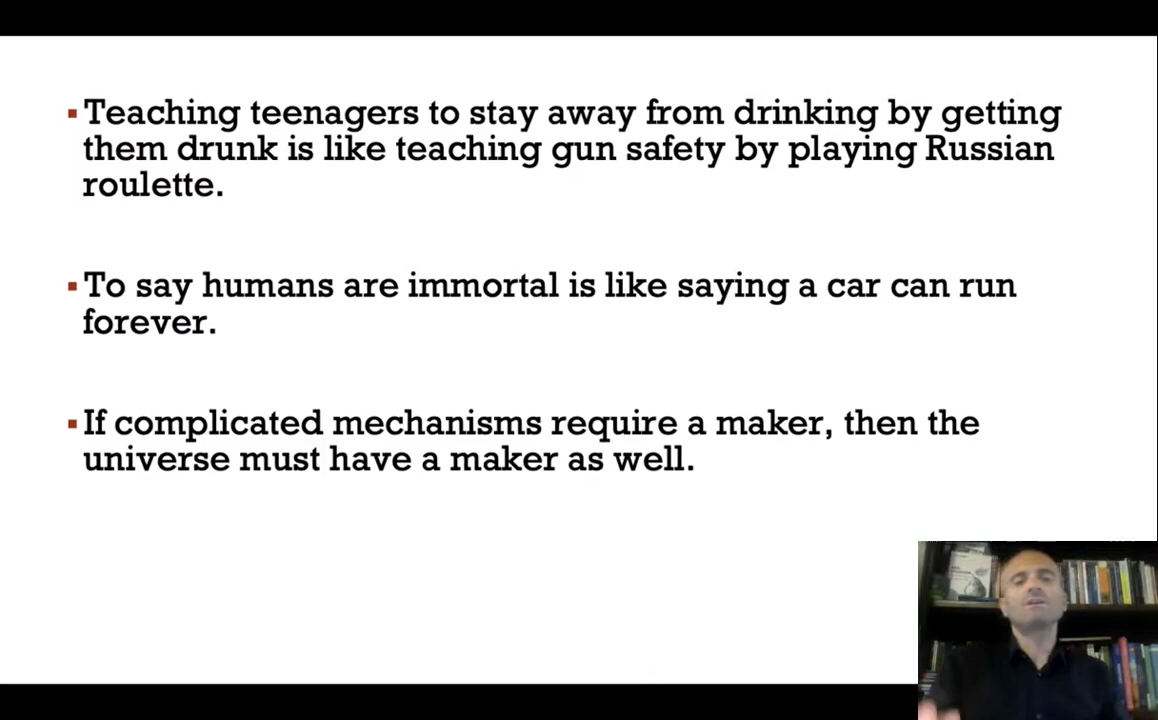 ▪Teaching teenagers to stay away from drinking by getting
them drunk is like teaching gun safety by playing Russian
roulette.
▪To say humans are immortal is like saying a car can run
forever.
▪If complicated mechanisms require a maker, then the
universe must have a maker as well.